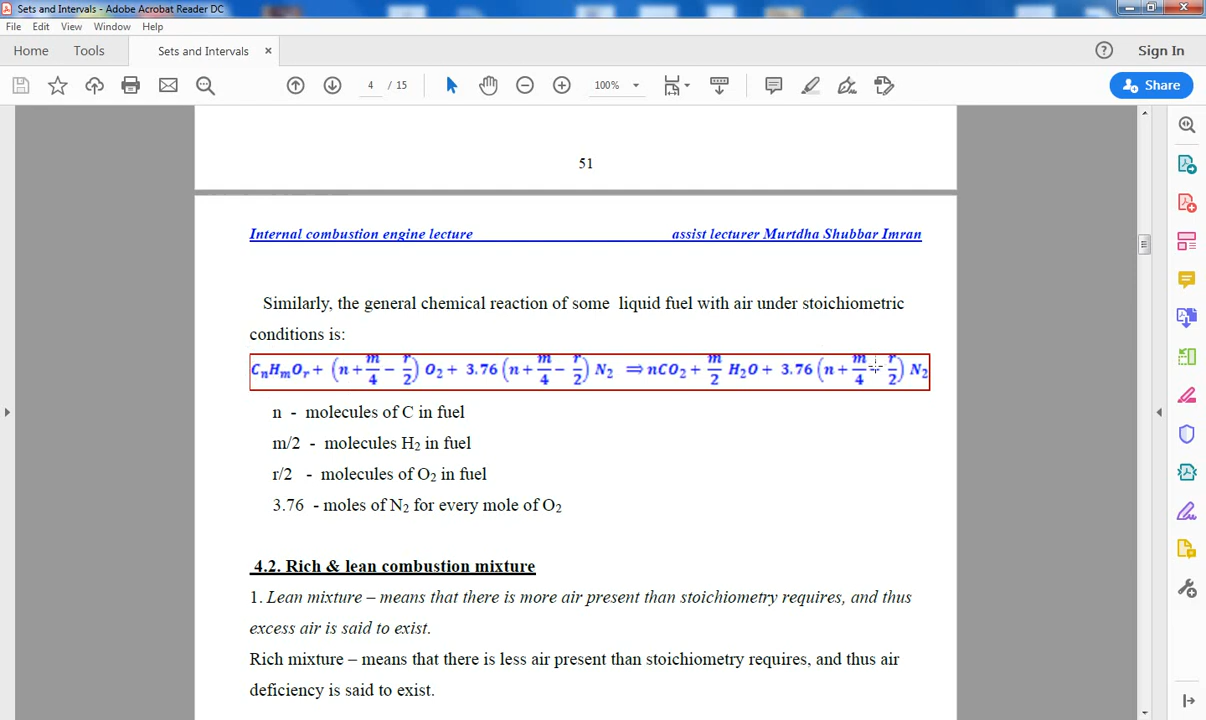 Sets and Intervals - Adobe Acrobat Reader DC
File Edit View Window Help
Home Tools Sets and Intervals × ? Sign In
4 / 15 100% Share
51
Internal combustion engine lecture assist lecturer Murtdha Shubbar Imran
Similarly, the general chemical reaction of some liquid fuel with air under stoichiometric
conditions is:
CₙHₘOᵣ + (n + m/4 − r/2) O₂ + 3.76 (n + m/4 − r/2) N₂ ⟹ nCO₂ + m/2 H₂O + 3.76 (n + m/4 − r/2) N₂
n - molecules of C in fuel
m/2 - molecules H₂ in fuel
r/2 - molecules of O₂ in fuel
3.76 - moles of N₂ for every mole of O₂
4.2. Rich & lean combustion mixture
1. Lean mixture – means that there is more air present than stoichiometry requires, and thus
excess air is said to exist.
Rich mixture – means that there is less air present than stoichiometry requires, and thus air
deficiency is said to exist.